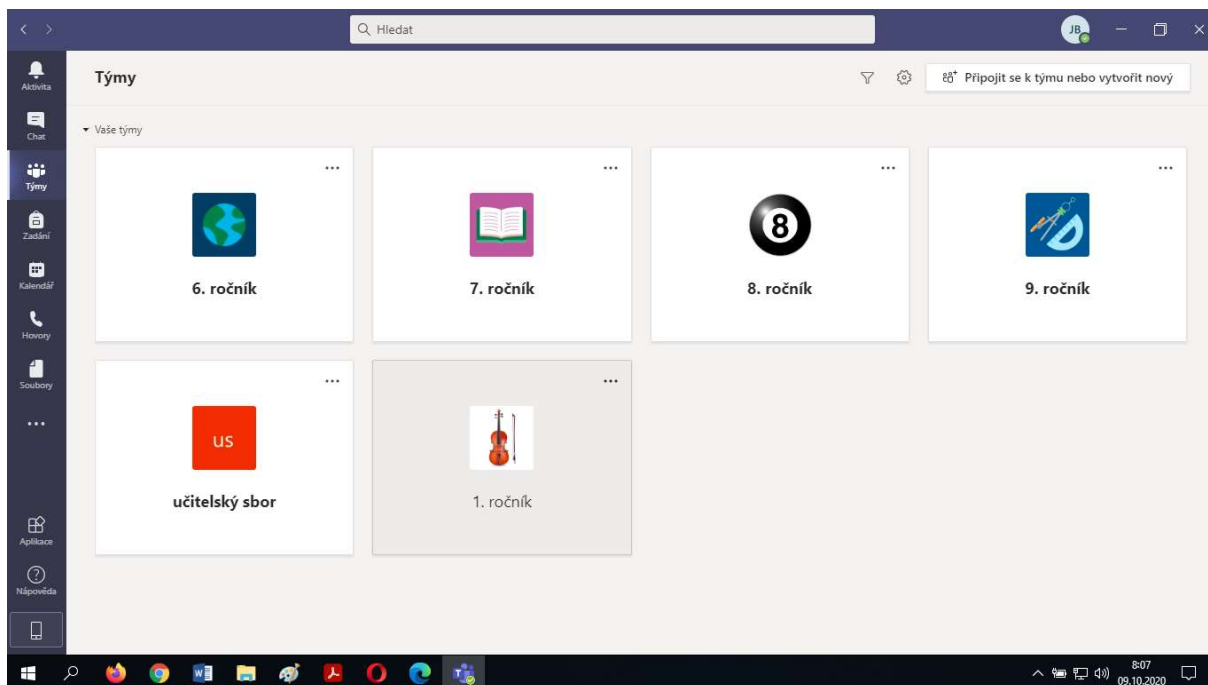 Hledat
JB
Aktivita
Chat
Týmy
Zadání
Kalendář
Hovory
Soubory
Aplikace
Nápověda
Týmy
Připojit se k týmu nebo vytvořit nový
Vaše týmy
6. ročník
7. ročník
8
8. ročník
9. ročník
us
učitelský sbor
1. ročník
8:07
09.10.2020